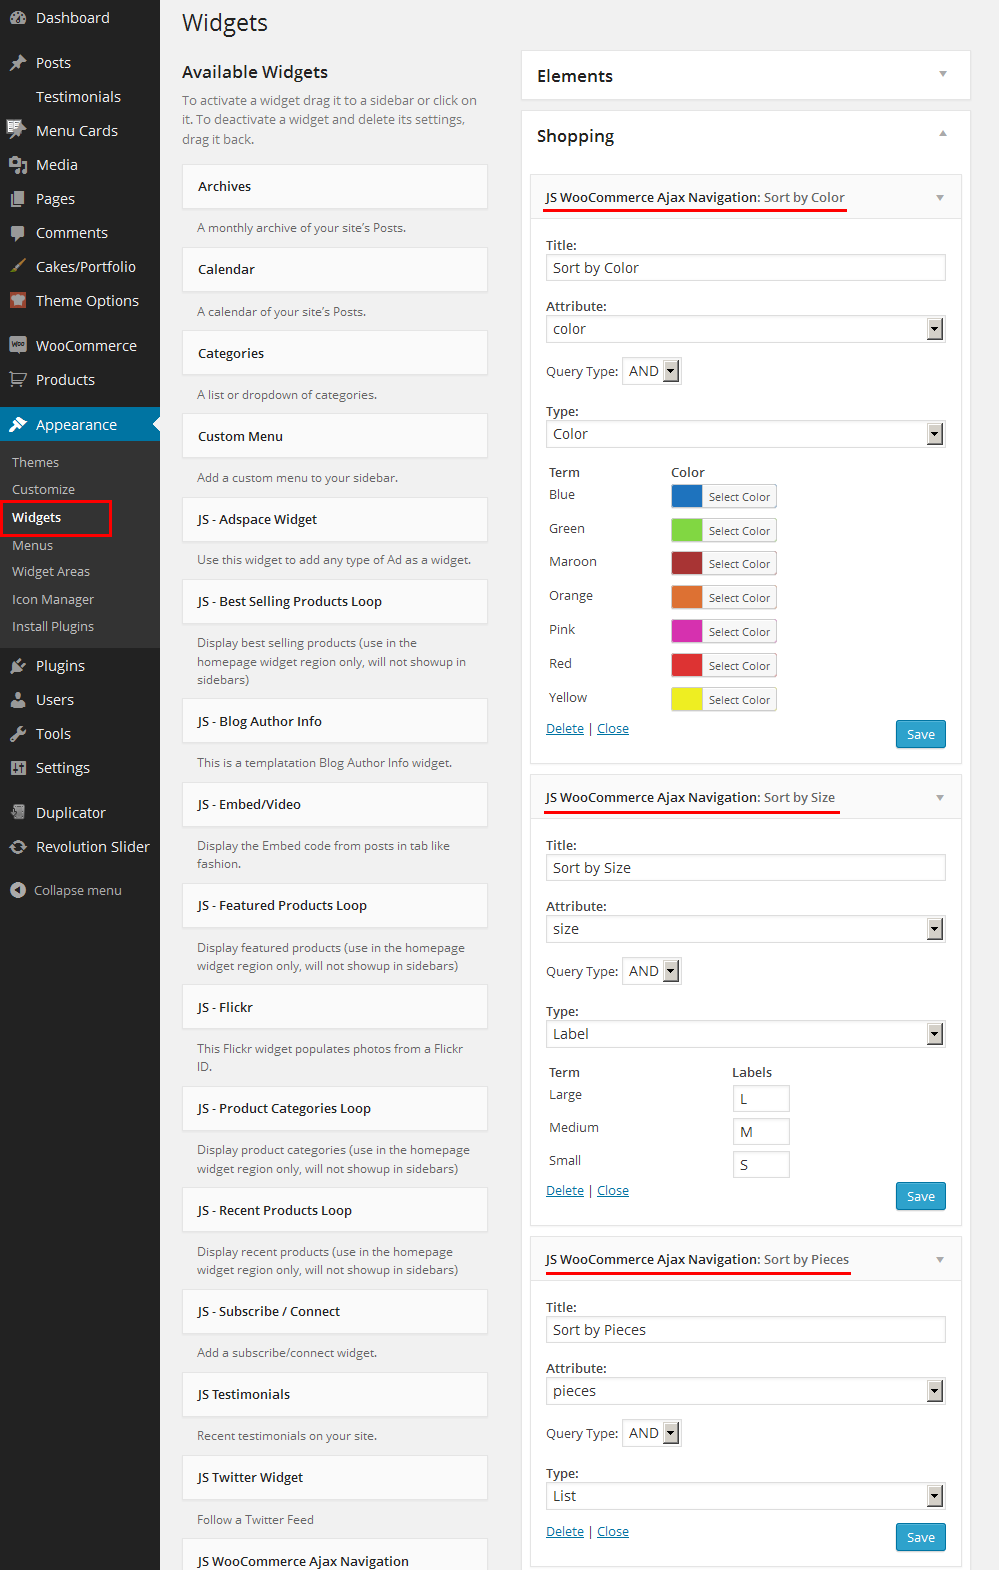 Dashboard
Posts
Testimonials
Menu Cards
Media
Pages
Comments
Cakes/Portfolio
Theme Options
Woo
WooCommerce
Products
Appearance
Themes
Customize
Widgets
Menus
Widget Areas
Icon Manager
Install Plugins
Plugins
Users
Tools
Settings
Duplicator
Revolution Slider
Collapse menu
Widgets
Available Widgets
To activate a widget drag it to a sidebar or click on
it. To deactivate a widget and delete its settings,
drag it back.
Archives
A monthly archive of your site's Posts.
Calendar
A calendar of your site's Posts.
Categories
A list or dropdown of categories.
Custom Menu
Add a custom menu to your sidebar.
JS - Adspace Widget
Use this widget to add any type of Ad as a widget.
JS - Best Selling Products Loop
Display best selling products (use in the
homepage widget region only, will not showup in
sidebars)
JS - Blog Author Info
This is a templatation Blog Author Info widget.
JS - Embed/Video
Display the Embed code from posts in tab like
fashion.
JS - Featured Products Loop
Display featured products (use in the homepage
widget region only, will not showup in sidebars)
JS - Flickr
This Flickr widget populates photos from a Flickr
ID.
JS - Product Categories Loop
Display product categories (use in the homepage
widget region only, will not showup in sidebars)
JS - Recent Products Loop
Display recent products (use in the homepage
widget region only, will not showup in sidebars)
JS - Subscribe / Connect
Add a subscribe/connect widget.
JS Testimonials
Recent testimonials on your site.
JS Twitter Widget
Follow a Twitter Feed
JS WooCommerce Ajax Navigation
Elements
Shopping
JS WooCommerce Ajax Navigation: Sort by Color
Title:
Sort by Color
Attribute:
color
Query Type: AND
Type:
Color
Term Color
Blue Select Color
Green Select Color
Maroon Select Color
Orange Select Color
Pink Select Color
Red Select Color
Yellow Select Color
Delete | Close Save
JS WooCommerce Ajax Navigation: Sort by Size
Title:
Sort by Size
Attribute:
size
Query Type: AND
Type:
Label
Term Labels
Large L
Medium M
Small S
Delete | Close Save
JS WooCommerce Ajax Navigation: Sort by Pieces
Title:
Sort by Pieces
Attribute:
pieces
Query Type: AND
Type:
List
Delete | Close Save